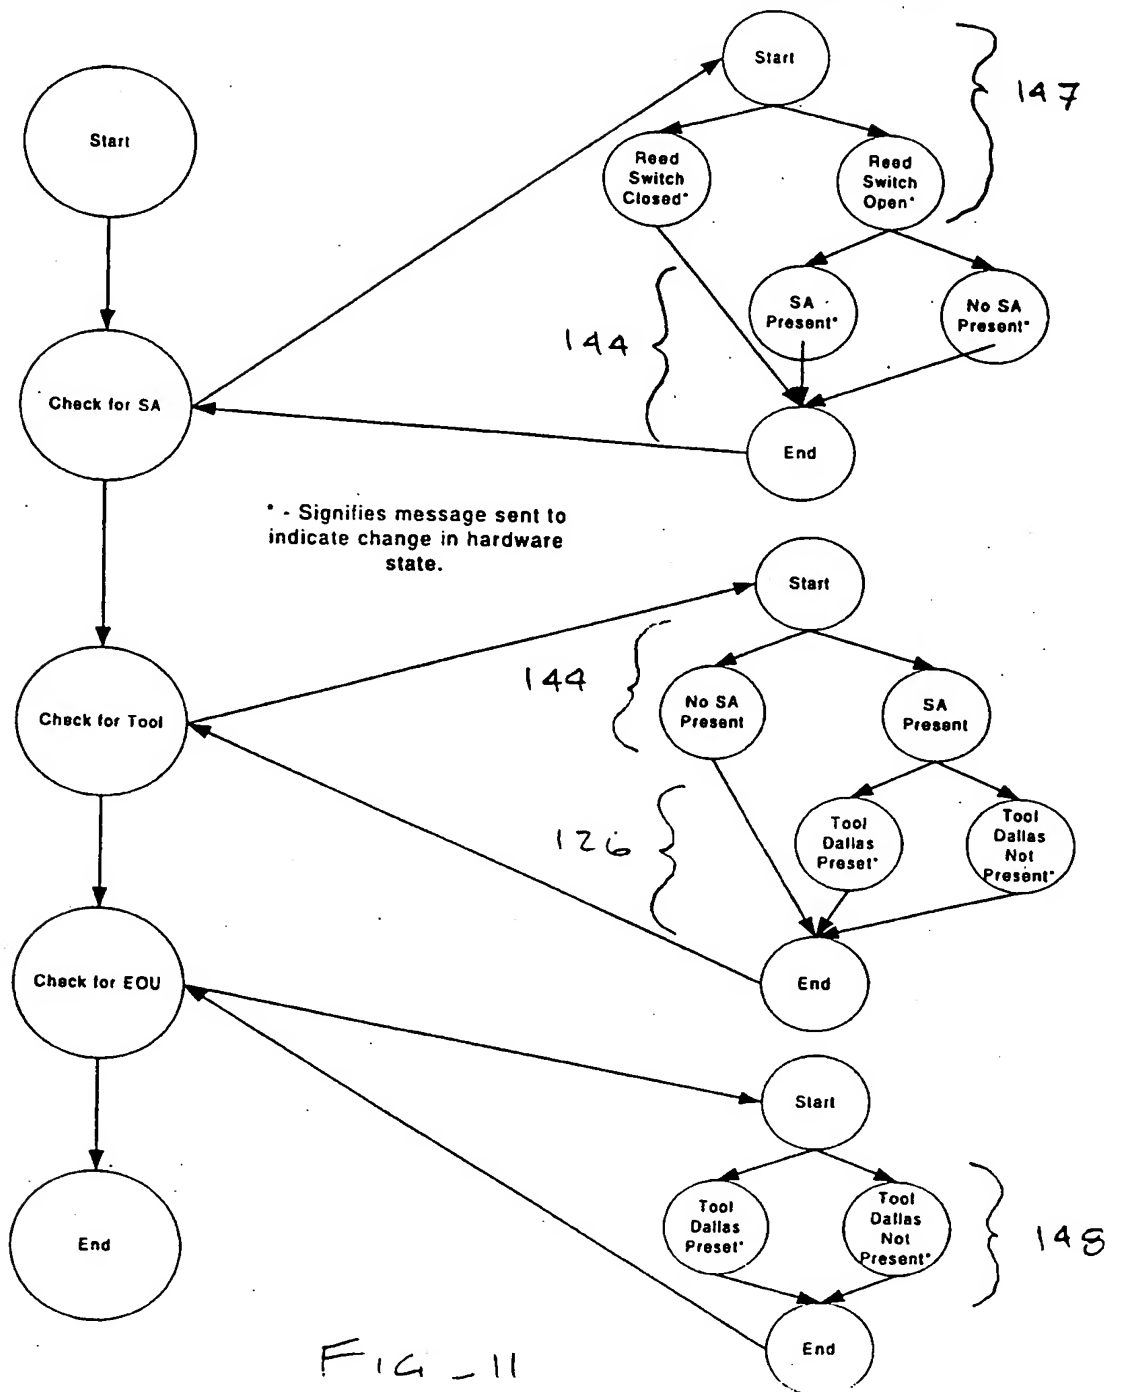 Start
Check for SA
Check for Tool
Check for EOU
End
Start
Reed
Switch
Closed*
Reed
Switch
Open*
147
SA
Present*
No SA
Present*
144
End
* - Signifies message sent to
indicate change in hardware
state.
Start
144
No SA
Present
SA
Present
126
Tool
Dallas
Preset*
Tool
Dallas
Not
Present*
End
Start
Tool
Dallas
Preset*
Tool
Dallas
Not
Present*
148
End
FIG_11